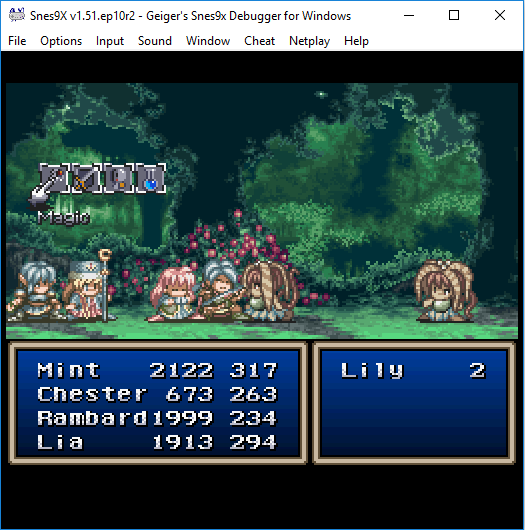 Snes9X v1.51.ep10r2 - Geiger's Snes9x Debugger for Windows
File Options Input Sound Window Cheat Netplay Help
Magic
Mint 2122 317
Chester 673 263
Rambard 1999 234
Lia 1913 294
Lily 2